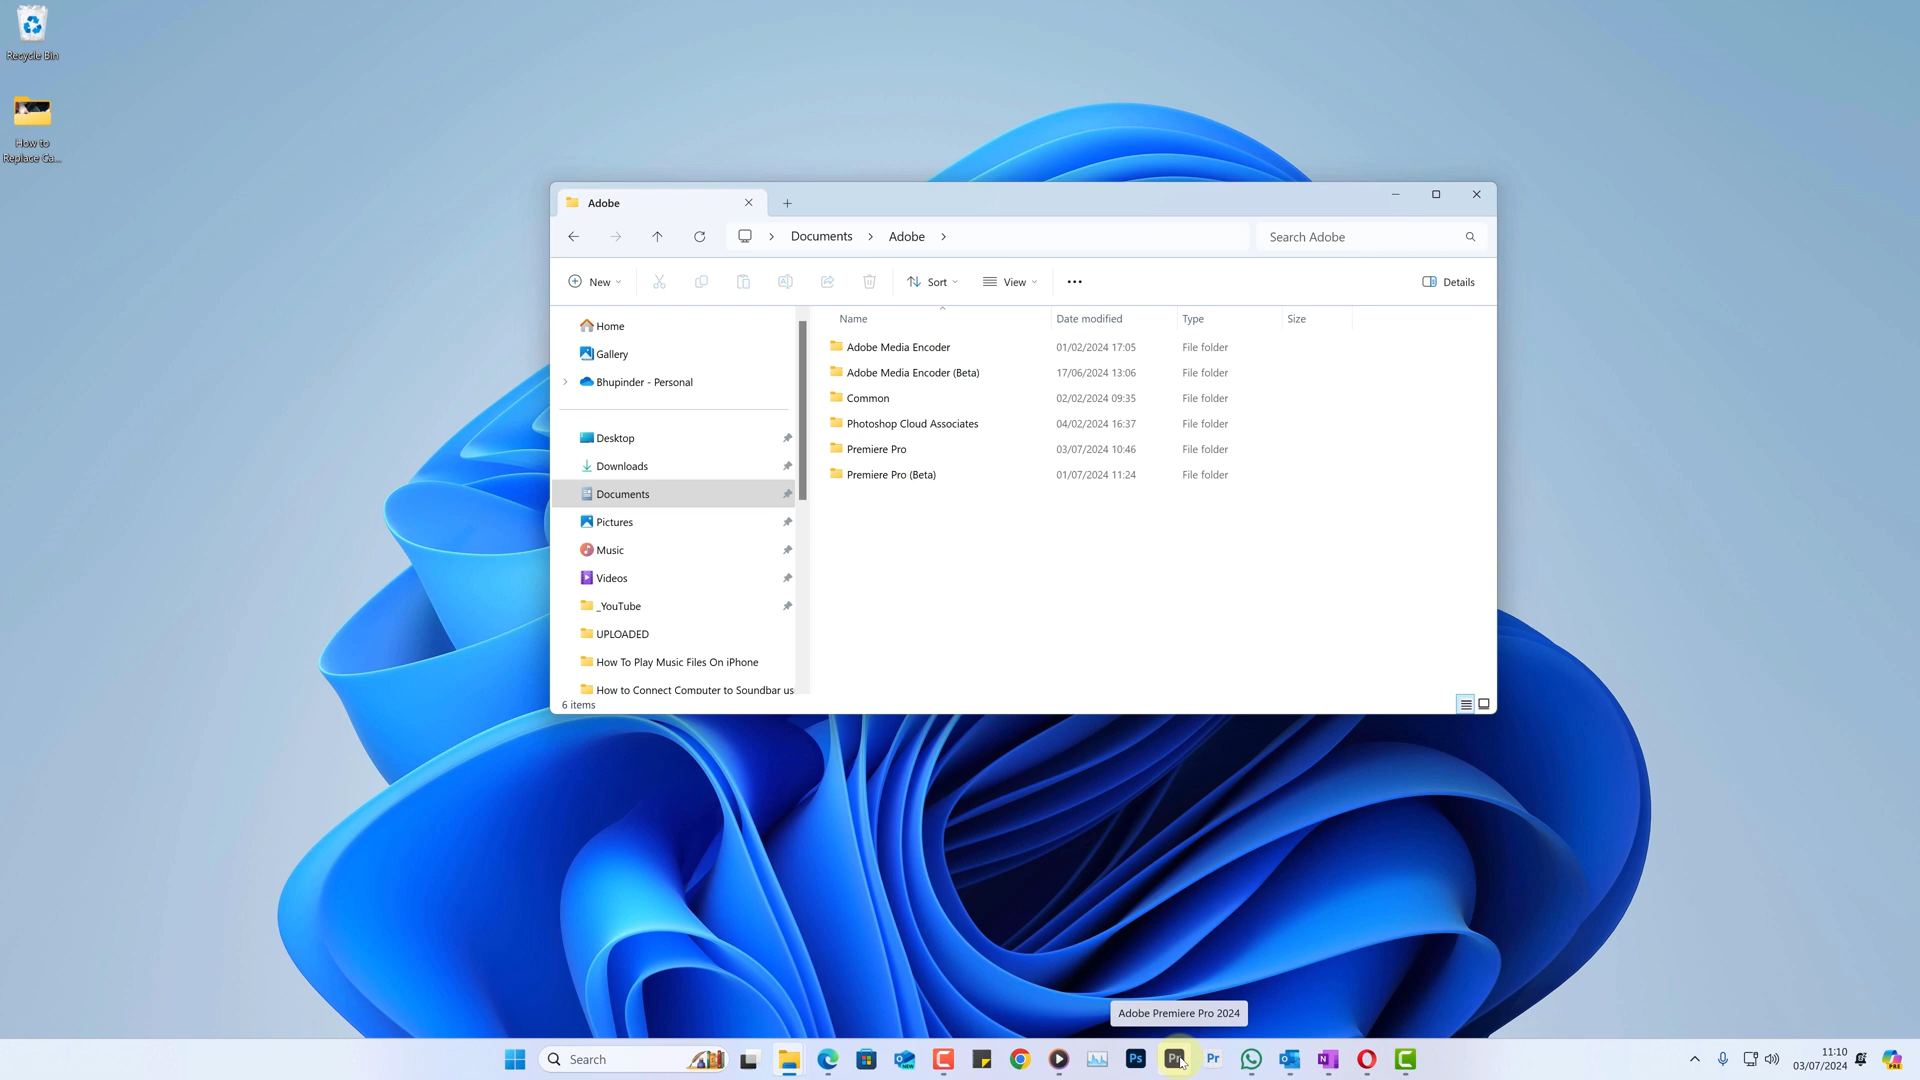 Recycle Bin
How to
Replace Ca...
Adobe
Documents
Adobe
Search Adobe
New
Sort
View
Details
Name
Date modified
Type
Size
Home
Gallery
Bhupinder - Personal
Desktop
Downloads
Documents
Pictures
Music
Videos
_YouTube
UPLOADED
How To Play Music Files On iPhone
How to Connect Computer to Soundbar us
Adobe Media Encoder 01/02/2024 17:05 File folder
Adobe Media Encoder (Beta) 17/06/2024 13:06 File folder
Common 02/02/2024 09:35 File folder
Photoshop Cloud Associates 04/02/2024 16:37 File folder
Premiere Pro 03/07/2024 10:46 File folder
Premiere Pro (Beta) 01/07/2024 11:24 File folder
6 items
Adobe Premiere Pro 2024
Search
NEW
Ps
Pr
Pr
N
11:10
03/07/2024
PRE